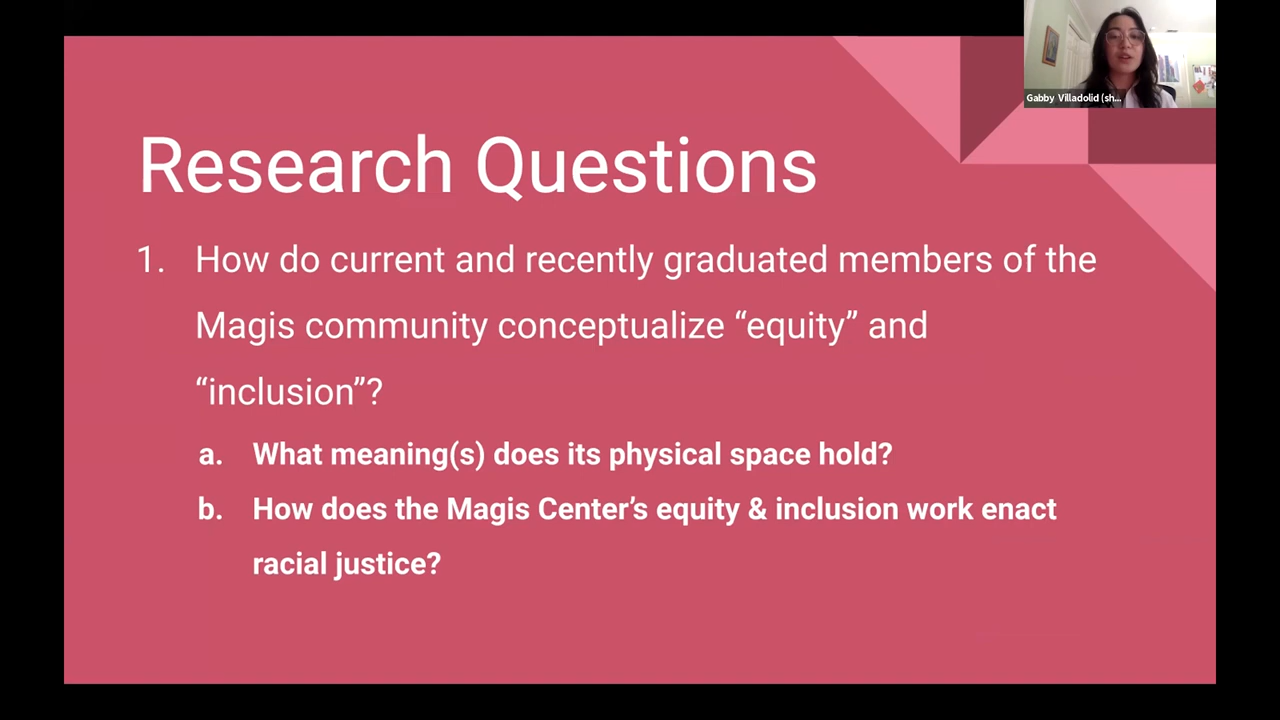 Gabby Villadolid (sh...
Research Questions
1. How do current and recently graduated members of the
Magis community conceptualize “equity” and
“inclusion”?
a. What meaning(s) does its physical space hold?
b. How does the Magis Center’s equity & inclusion work enact
racial justice?